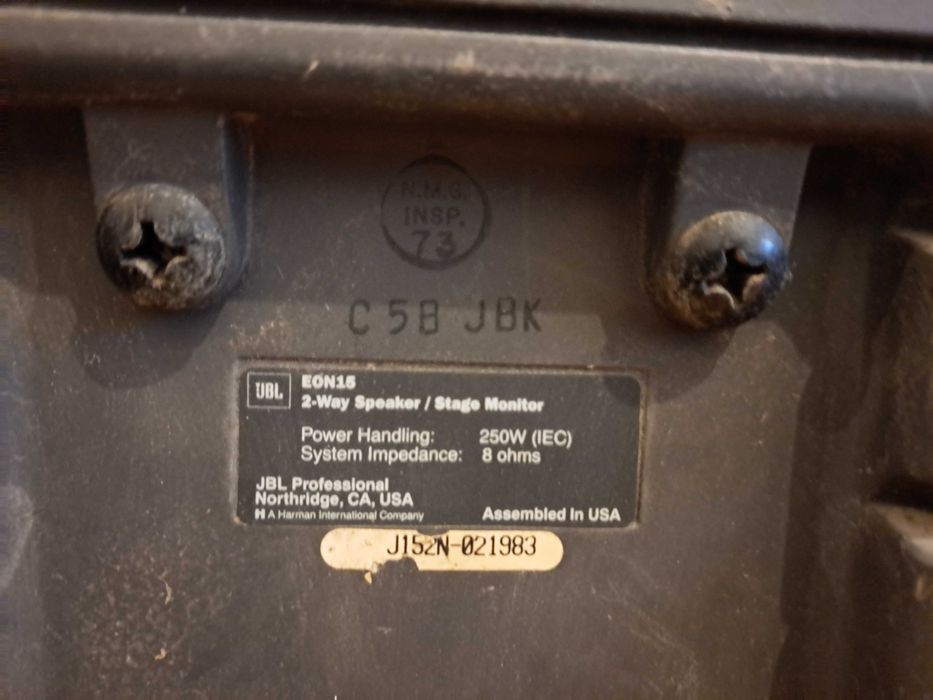 N.M.G.
INSP.
73
C5B JBK
JBL
EON15
2-Way Speaker / Stage Monitor
Power Handling: 250W (IEC)
System Impedance: 8 ohms
JBL Professional
Northridge, CA, USA
H A Harman International Company
Assembled In USA
J152N-021983